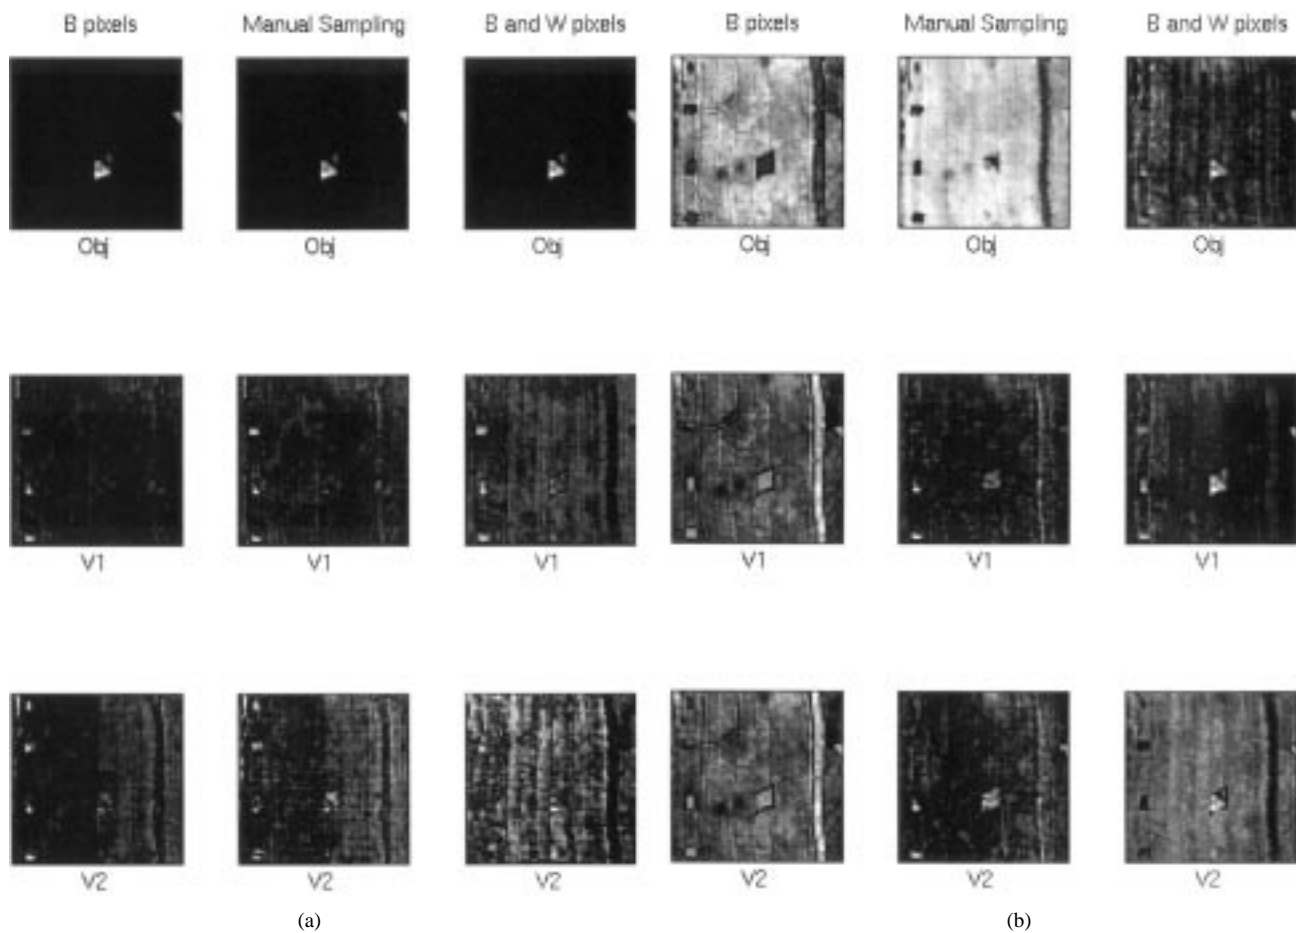 B pixels Manual Sampling B and W pixels B pixels Manual Sampling B and W pixels
Obj Obj Obj Obj Obj Obj
V1 V1 V1 V1 V1 V1
V2 V2 V2 V2 V2 V2
(a) (b)